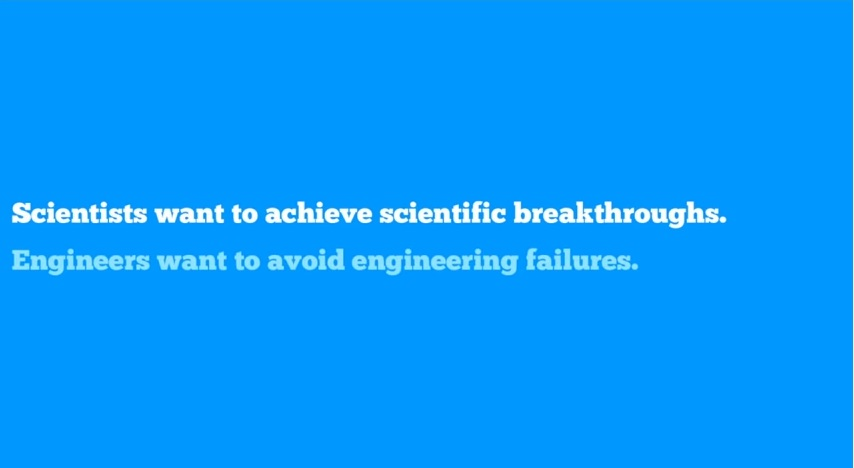 Scientists want to achieve scientific breakthroughs.
Engineers want to avoid engineering failures.